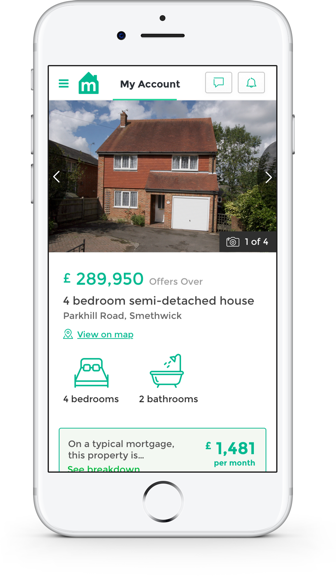 m
My Account
1 of 4
£ 289,950 Offers Over
4 bedroom semi-detached house
Parkhill Road, Smethwick
View on map
4 bedrooms
2 bathrooms
On a typical mortgage,
this property is...
£ 1,481
per month
See breakdown